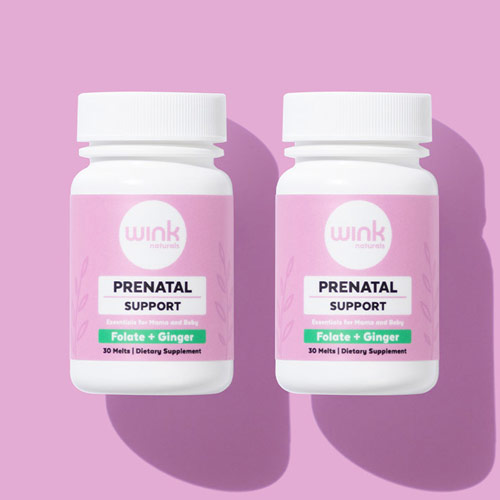 wink
naturals
PRENATAL
SUPPORT
Essentials for Mama and Baby
Folate + Ginger
30 Melts | Dietary Supplement
wink
naturals
PRENATAL
SUPPORT
Essentials for Mama and Baby
Folate + Ginger
30 Melts | Dietary Supplement